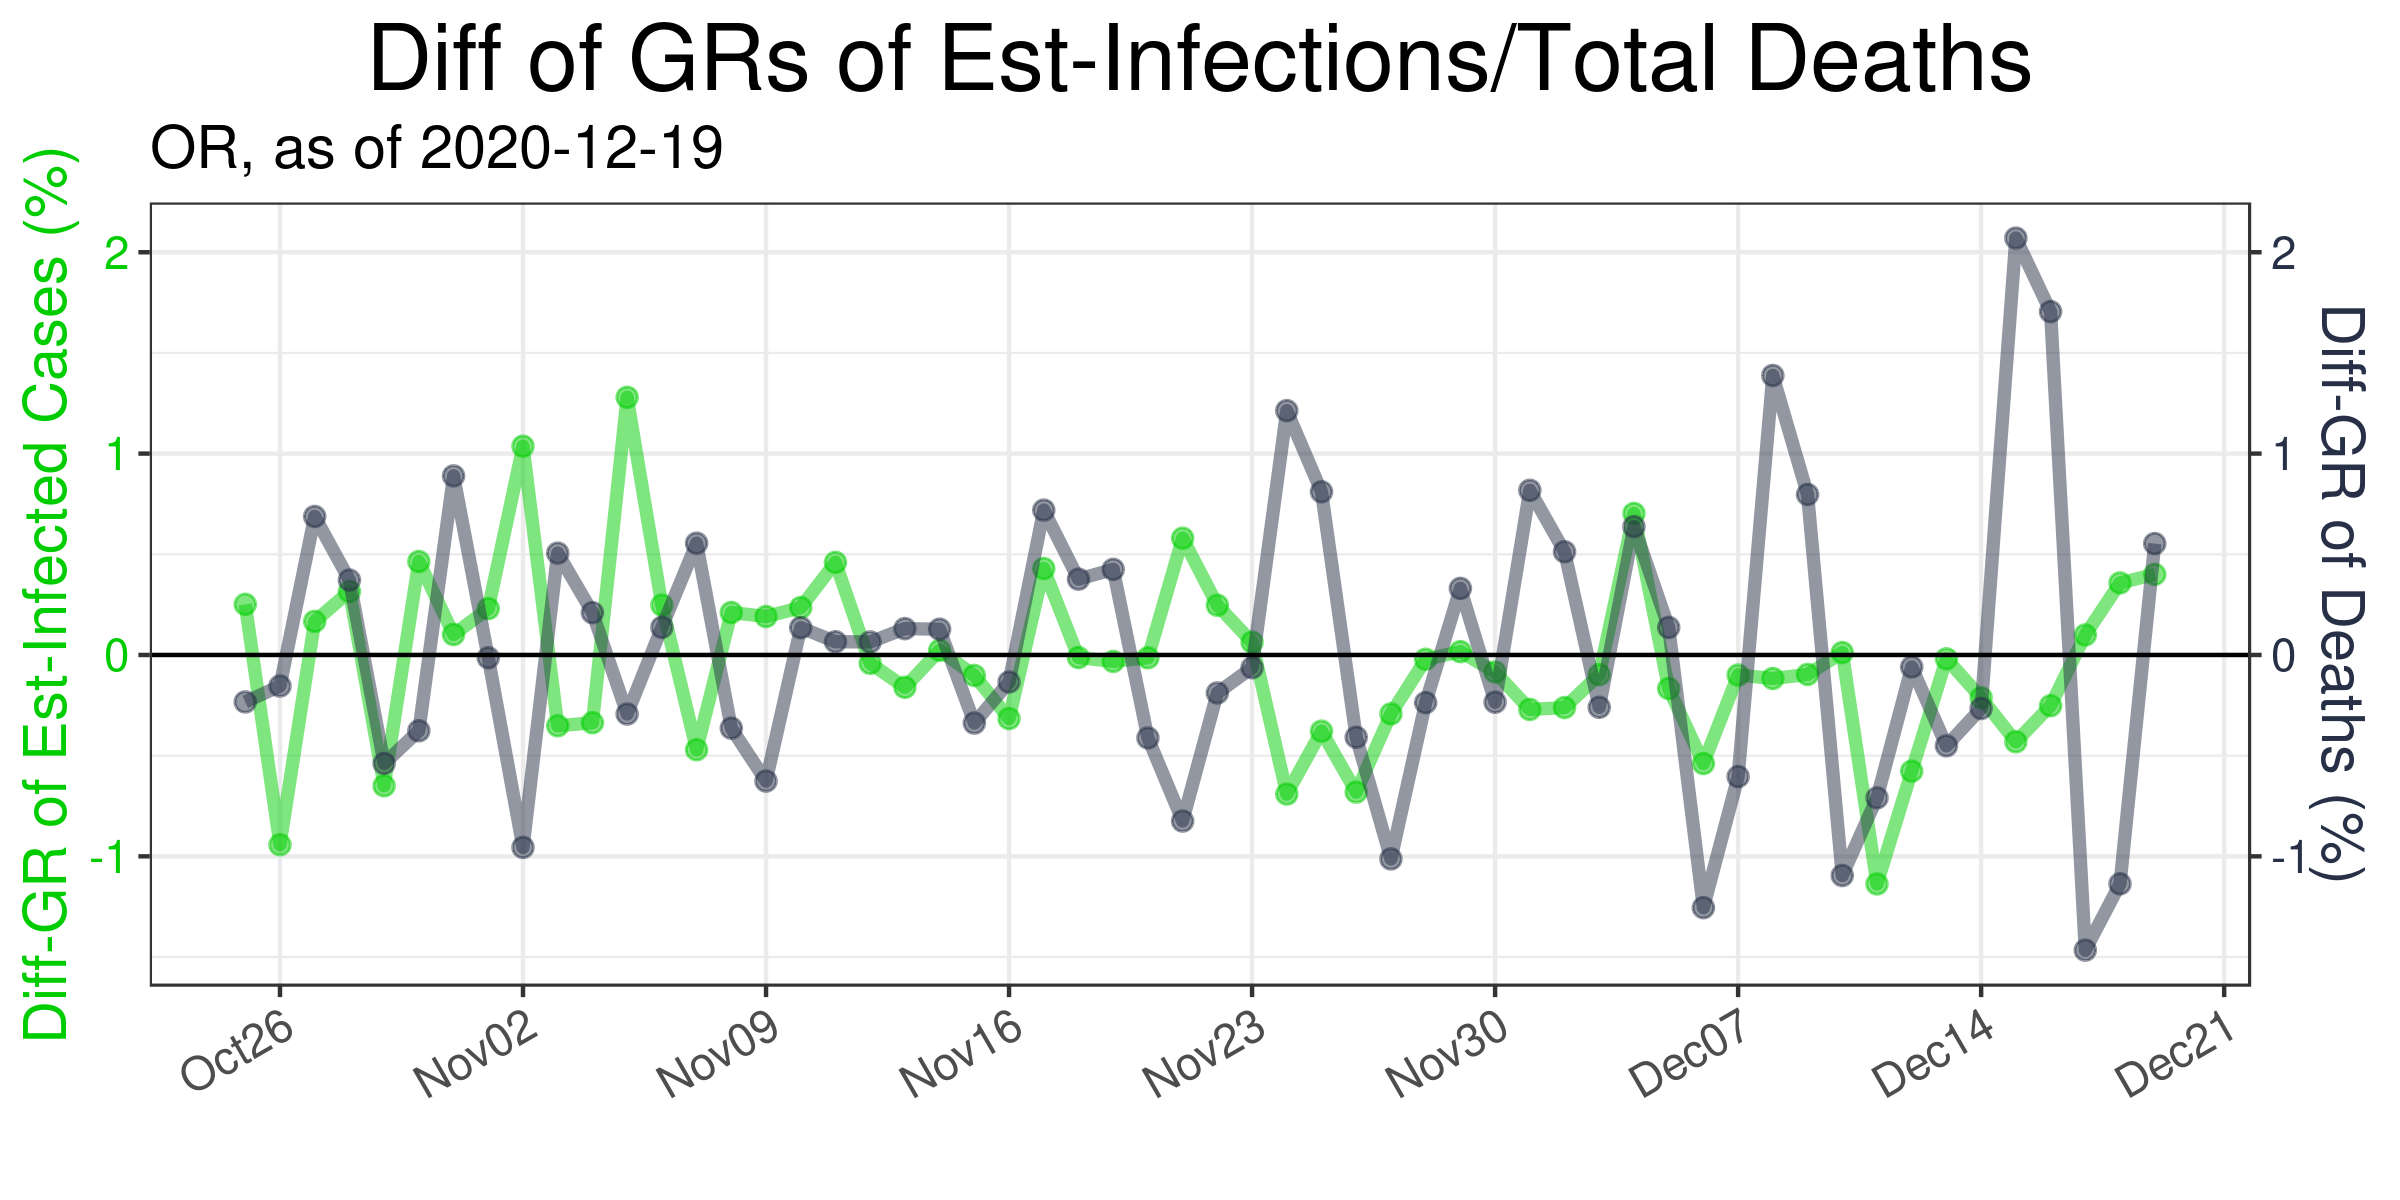 Diff of GRs of Est-Infections/Total Deaths
OR, as of 2020-12-19
Diff-GR of Est-Infected Cases (%)
2
1
0
-1
2
1
0
-1
Diff-GR of Deaths (%)
Oct26
Nov02
Nov09
Nov16
Nov23
Nov30
Dec07
Dec14
Dec21